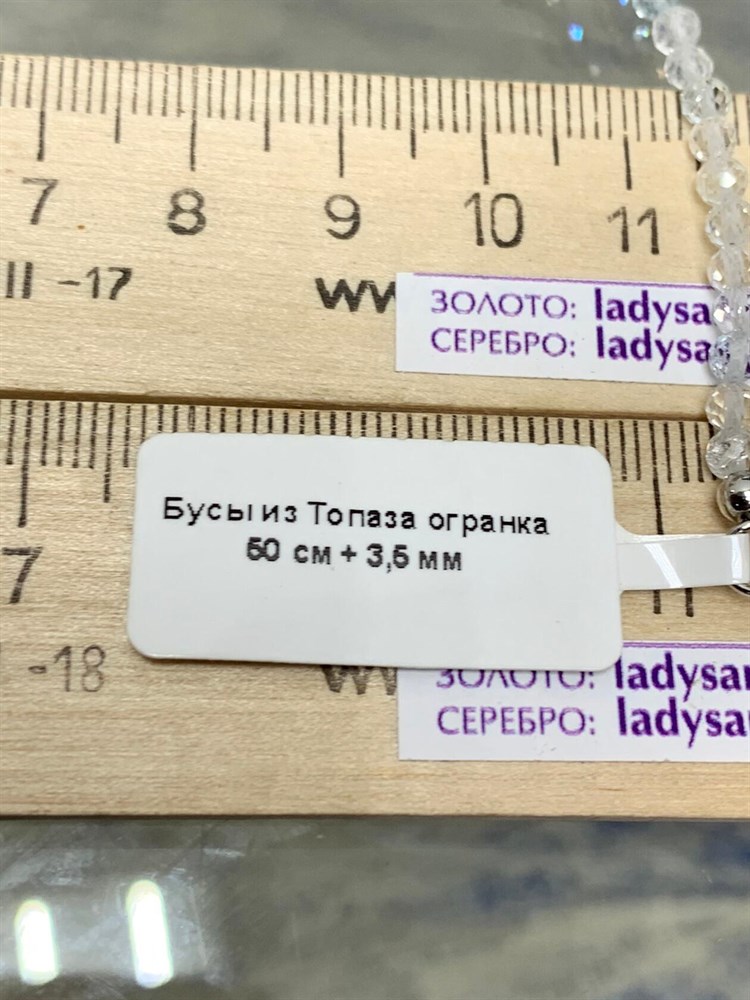 7 8 9 10 11
II -17
ЗОЛОТО: ladysa
СЕРЕБРО: ladysa
Бусы из Топаза огранка
50 см + 3,5 мм
7
-18
ЗОЛОТО: ladysa
СЕРЕБРО: ladysa